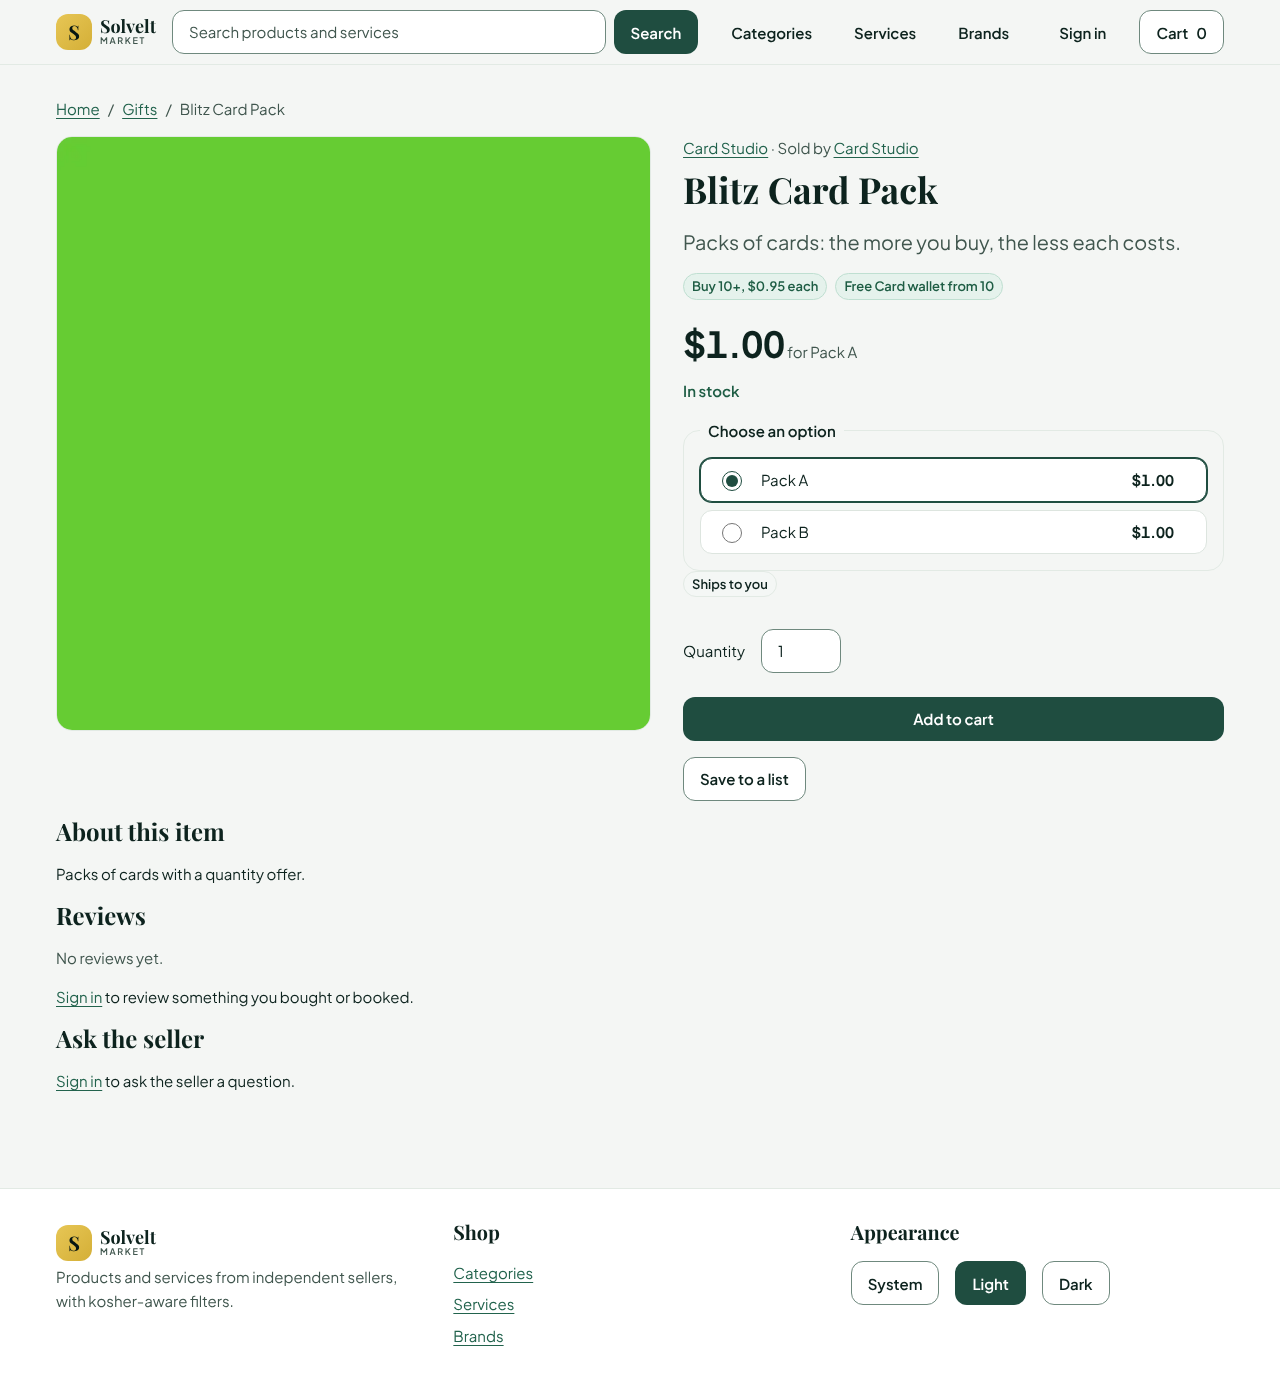 S Solvelt
MARKET
Search products and services
Search
Categories
Services
Brands
Sign in
Cart 0
Home / Gifts / Blitz Card Pack
Card Studio · Sold by Card Studio
Blitz Card Pack
Packs of cards: the more you buy, the less each costs.
Buy 10+, $0.95 each
Free Card wallet from 10
$1.00 for Pack A
In stock
Choose an option
Pack A $1.00
Pack B $1.00
Ships to you
Quantity 1
Add to cart
Save to a list
About this item
Packs of cards with a quantity offer.
Reviews
No reviews yet.
Sign in to review something you bought or booked.
Ask the seller
Sign in to ask the seller a question.
S Solvelt
MARKET
Products and services from independent sellers,
with kosher-aware filters.
Shop
Categories
Services
Brands
Appearance
System
Light
Dark